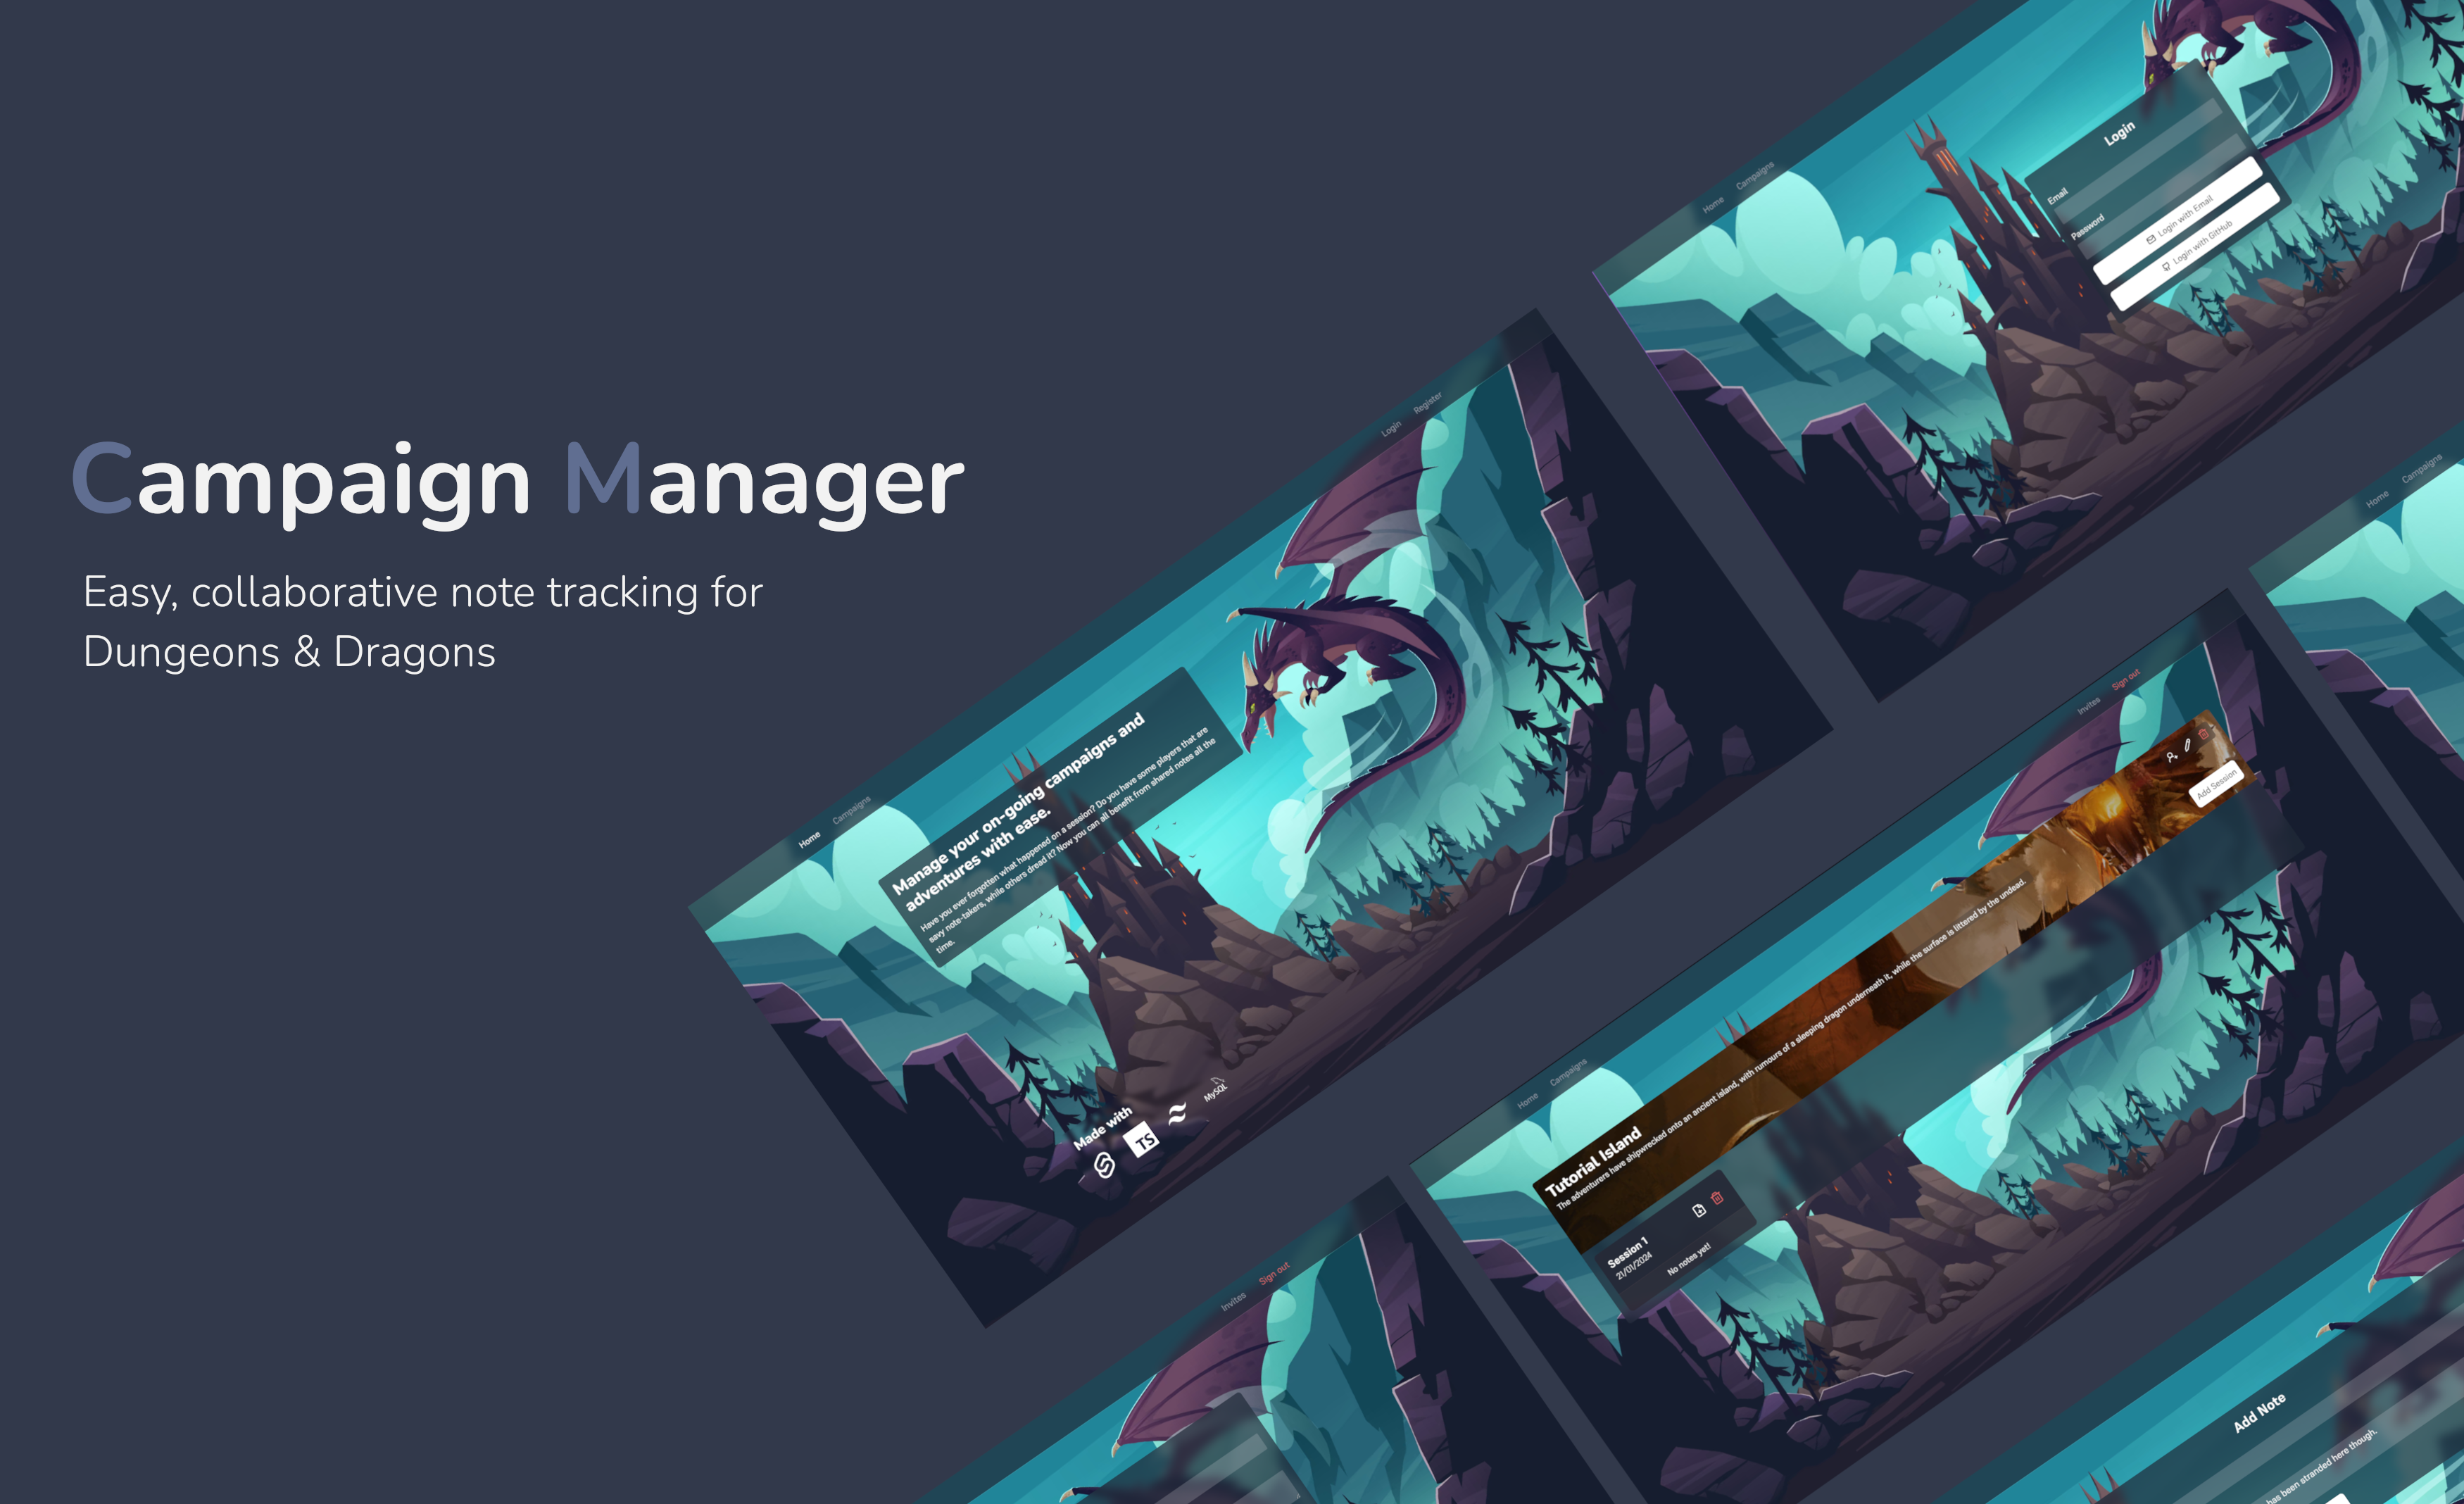 Campaign Manager
Easy, collaborative note tracking for
Dungeons & Dragons
Home
Campaigns
Login
Register
Manage your on-going campaigns and
adventures with ease.
Have you ever forgotten what happened on a session? Do you have some players that are
savy note-takers, while others dread it? Now you can all benefit from shared notes all the
time.
Made with
TS
MySQL
Home
Campaigns
Login
Email
Password
Login with Email
Login with GitHub
Home
Campaigns
Invites
Sign out
Tutorial Island
The adventurers have shipwrecked onto an ancient island, with rumours of a sleeping dragon underneath it, while the surface is littered by the undead.
Add Session
Session 1
21/01/2024
No notes yet!
Home
Campaigns
Invites
Sign out
Add Note
has been stranded here though.